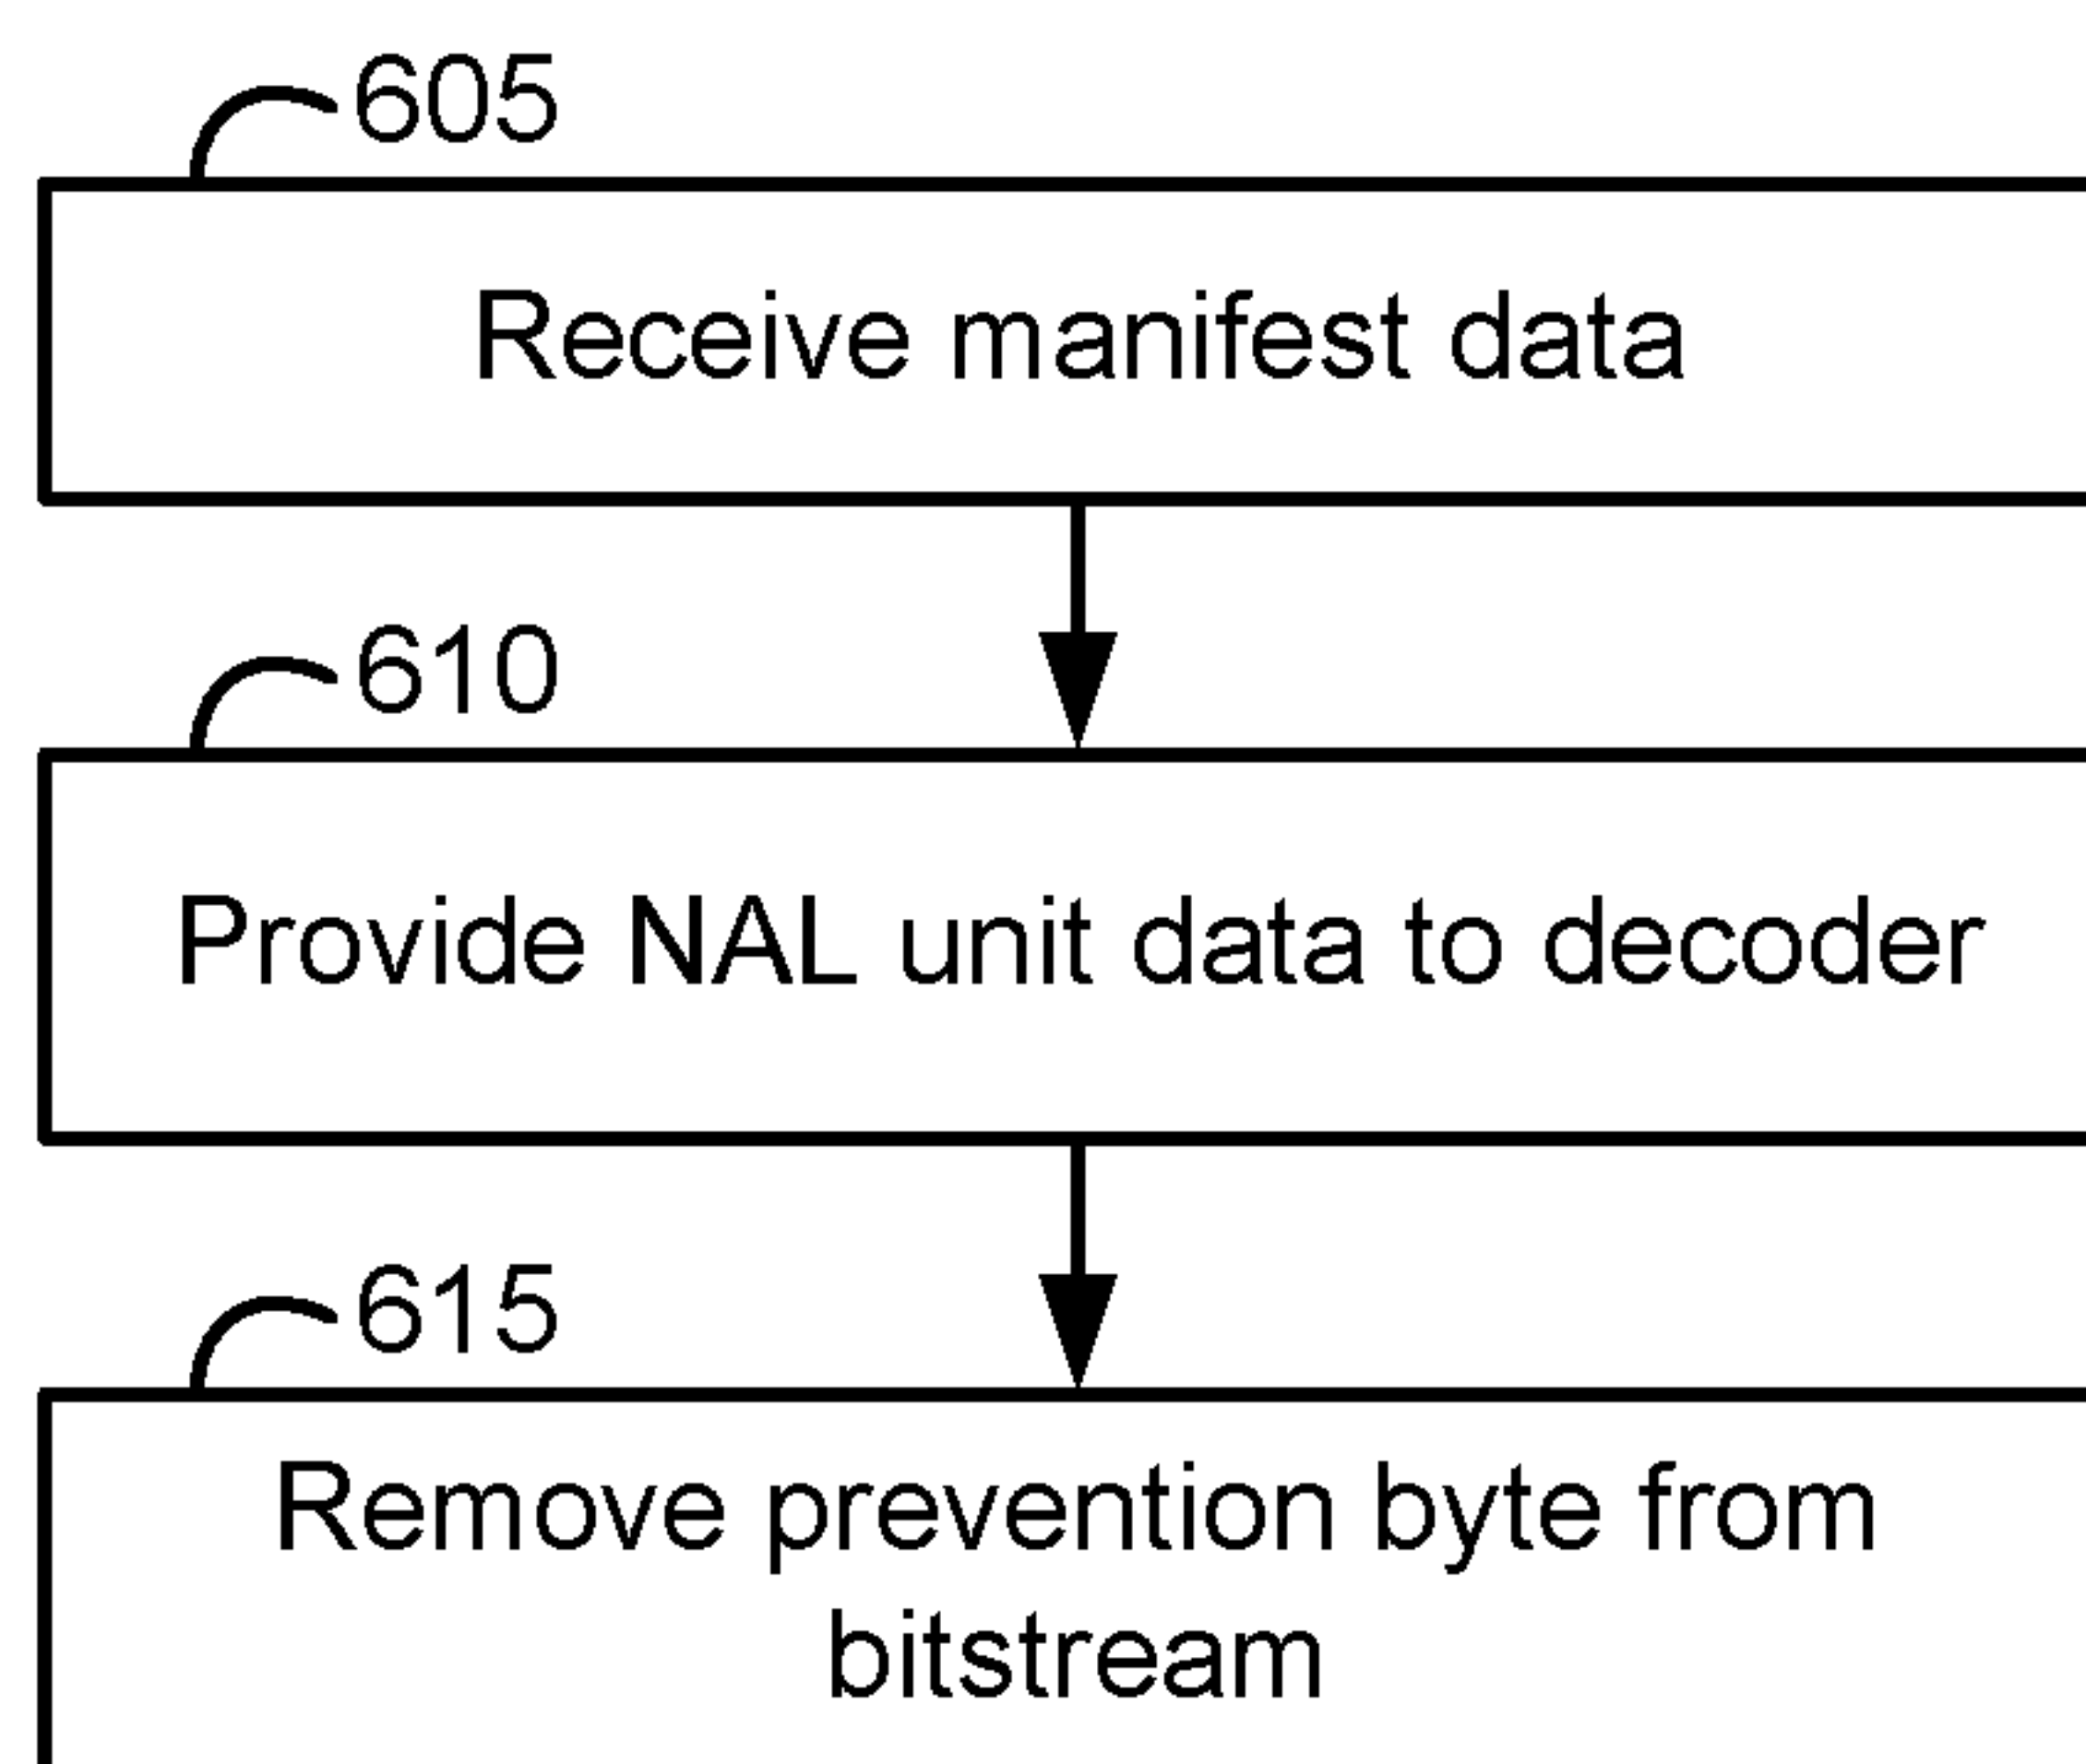 605
Receive manifest data
610
Provide NAL unit data to decoder
615
Remove prevention byte from
bitstream